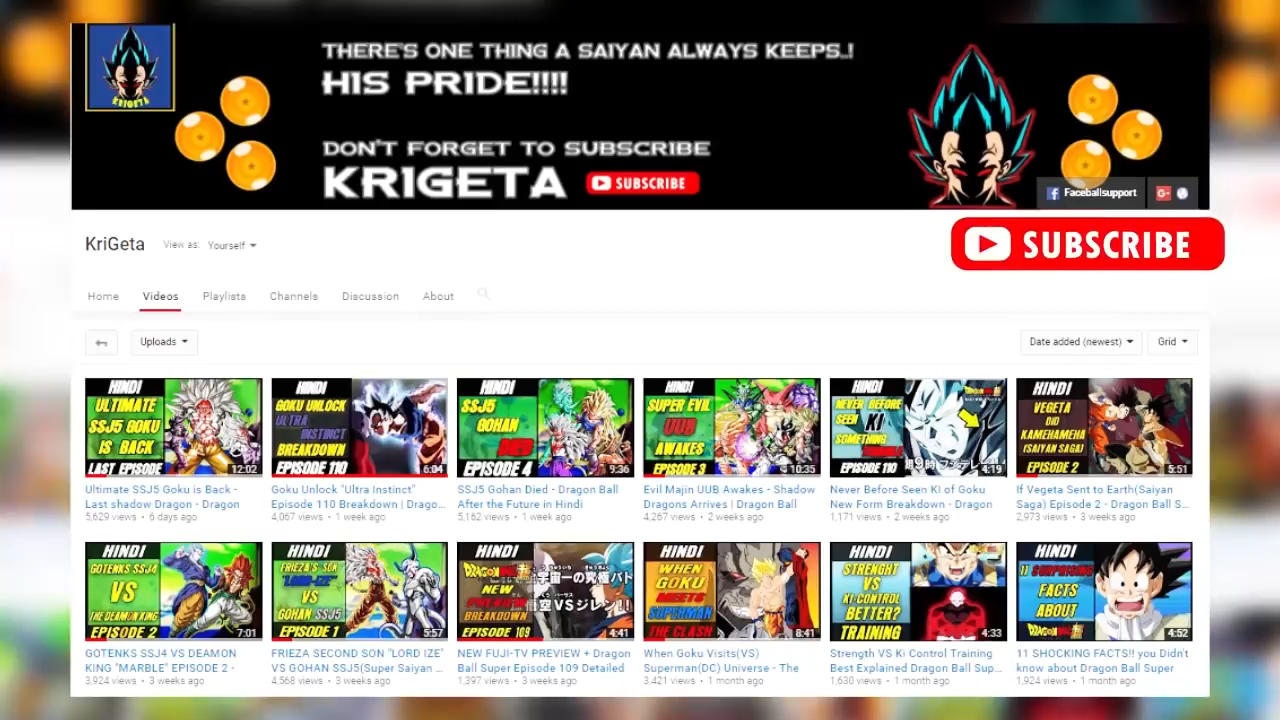 KRIGETA
THERE'S ONE THING A SAIYAN ALWAYS KEEPS..!
HIS PRIDE!!!!
DON'T FORGET TO SUBSCRIBE
KRIGETA SUBSCRIBE
Faceballsupport G+
KriGeta View as: Yourself
SUBSCRIBE
Home Videos Playlists Channels Discussion About
Uploads Date added (newest) Grid
HINDI
ULTIMATE
SSJ5 GOKU
IS BACK
LAST EPISODE
12:02
Ultimate SSJ5 Goku is Back -
Last shadow Dragon - Dragon
5,629 views • 6 days ago
HINDI
GOKU UNLOCK
ULTRA
INSTINCT
BREAKDOWN
EPISODE 110
6:04
Goku Unlock "Ultra Instinct"
Episode 110 Breakdown | Drago...
4,067 views • 1 week ago
HINDI
SSJ5
GOHAN
EPISODE 4
9:36
SSJ5 Gohan Died - Dragon Ball
After the Future in Hindi
5,162 views • 1 week ago
HINDI
SUPER EVIL
UUB
AWAKES
EPISODE 3
10:35
Evil Majin UUB Awakes - Shadow
Dragons Arrives | Dragon Ball
4,267 views • 2 weeks ago
HINDI
NEVER BEFORE
SEEN KI
SOMETHING
EPISODE 110
4:19
Never Before Seen KI of Goku
New Form Breakdown - Dragon
1,171 views • 2 weeks ago
HINDI
VEGETA
DID
KAMEHAMEHA
(SAIYAN SAGA)
EPISODE 2
5:51
If Vegeta Sent to Earth(Saiyan
Saga) Episode 2 - Dragon Ball S...
2,973 views • 3 weeks ago
HINDI
GOTENKS SSJ4
VS
THE DEAMON KING
EPISODE 2
7:01
GOTENKS SSJ4 VS DEAMON
KING "MARBLE" EPISODE 2 -
3,924 views • 3 weeks ago
HINDI
FRIEZA'S SON
"LORD IZE"
VS
GOHAN SSJ5
EPISODE 1
5:57
FRIEZA SECOND SON "LORD IZE"
VS GOHAN SSJ5(Super Saiyan ...
4,568 views • 3 weeks ago
HINDI
NEW
PREVIEW
BREAKDOWN
EPISODE 109
宇宙一の究極バト
悟空VSジレン!!
4:41
NEW FUJI-TV PREVIEW + Dragon
Ball Super Episode 109 Detailed
1,397 views • 3 weeks ago
HINDI
WHEN
GOKU
MEETS
SUPERMAN
THE CLASH
8:41
When Goku Visits(VS)
Superman(DC) Universe - The
3,421 views • 1 month ago
HINDI
STRENGHT
VS
KI CONTROL
BETTER?
TRAINING
4:33
Strength VS Ki Control Training
Best Explained Dragon Ball Sup...
1,630 views • 1 month ago
HINDI
11 SURPRISING
FACTS
ABOUT
4:52
11 SHOCKING FACTS!! you Didn't
know about Dragon Ball Super
1,924 views • 1 month ago